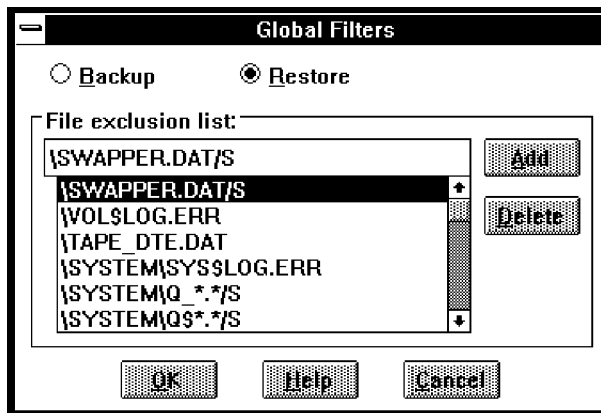 Global Filters
Backup Restore
File exclusion list:
\SWAPPER.DAT/S
Add
\SWAPPER.DAT/S
\VOL$LOG.ERR
\TAPE_DTE.DAT
\SYSTEM\SYS$LOG.ERR
\SYSTEM\Q_*.*/S
\SYSTEM\Q$*.*/S
Delete
OK Help Cancel